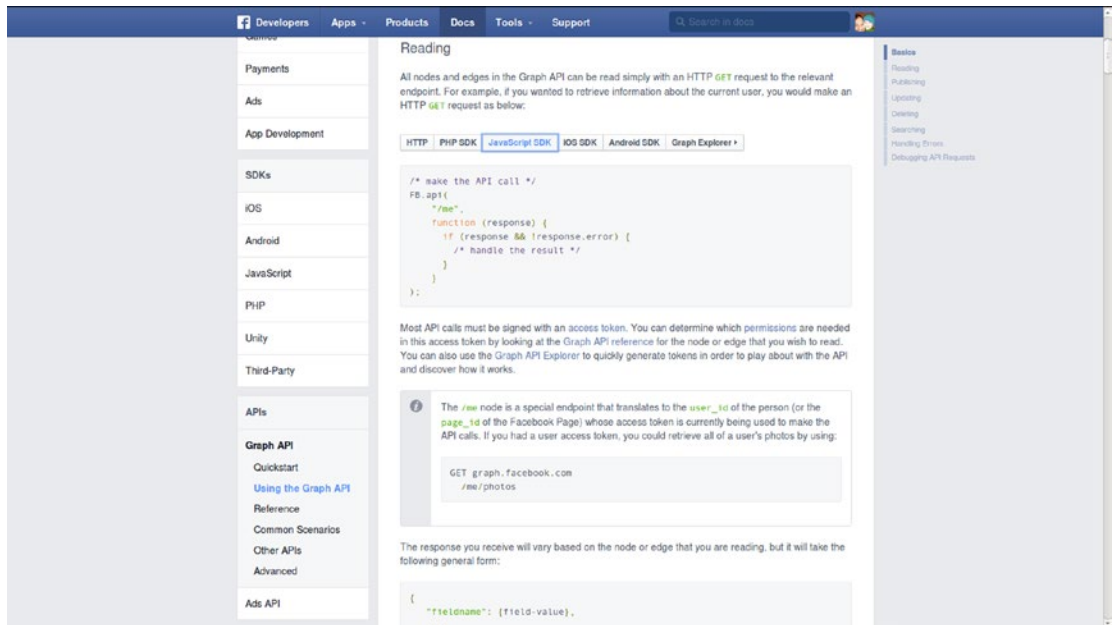 Developers Apps Products Docs Tools Support Search in docs
Games
Payments
Ads
App Development
SDKs
iOS
Android
JavaScript
PHP
Unity
Third-Party
APIs
Graph API
Quickstart
Using the Graph API
Reference
Common Scenarios
Other APIs
Advanced
Ads API
Reading
All nodes and edges in the Graph API can be read simply with an HTTP GET request to the relevant
endpoint. For example, if you wanted to retrieve information about the current user, you would make an
HTTP GET request as below:
HTTP PHP SDK JavaScript SDK iOS SDK Android SDK Graph Explorer
/* make the API call */
FB.api(
"/me",
function (response) {
if (response && !response.error) {
/* handle the result */
}
}
);
Most API calls must be signed with an access token. You can determine which permissions are needed
in this access token by looking at the Graph API reference for the node or edge that you wish to read.
You can also use the Graph API Explorer to quickly generate tokens in order to play about with the API
and discover how it works.
The /me node is a special endpoint that translates to the user_id of the person (or the
page_id of the Facebook Page) whose access token is currently being used to make the
API calls. If you had a user access token, you could retrieve all of a user's photos by using:
GET graph.facebook.com
/me/photos
The response you receive will vary based on the node or edge that you are reading, but it will take the
following general form:
{
"fieldname": {field-value},
Basics
Reading
Publishing
Updating
Deleting
Searching
Handling Errors
Debugging API Requests